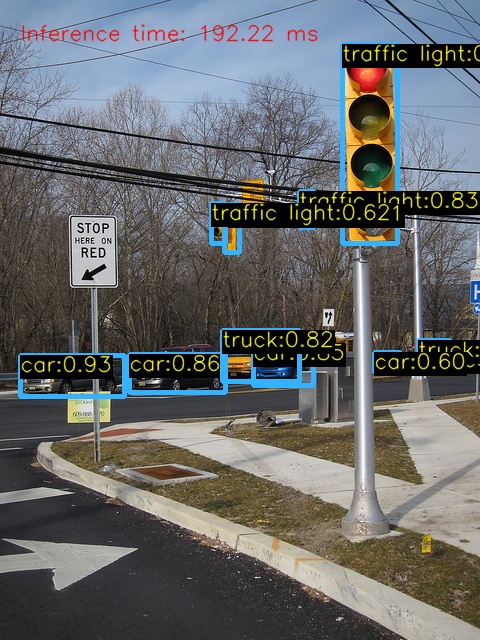 Inference time: 192.22 ms
traffic light:0
traffic light:0.83
traffic light:0.621
STOP
HERE ON
RED
H
truck:0.82
truck:
car:0.93
car:0.86
car:0.60